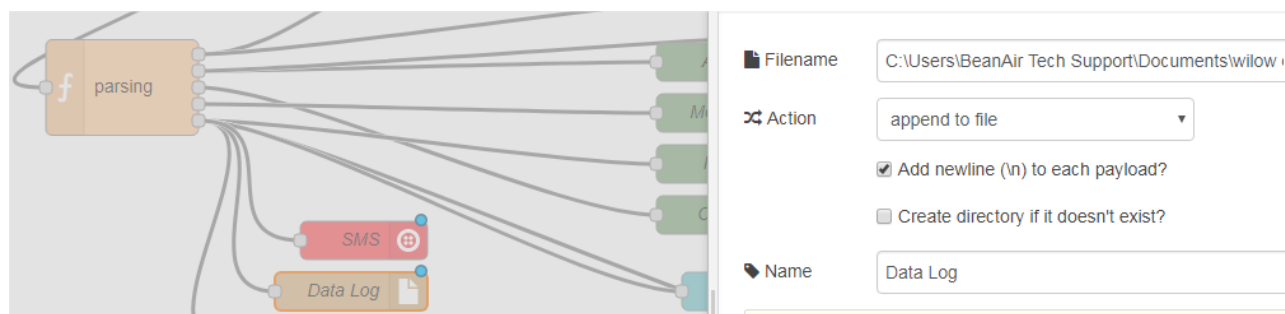 parsing
SMS
Data Log
Filename
C:\Users\BeanAir Tech Support\Documents\wilow
Action
append to file
Add newline (\n) to each payload?
Create directory if it doesn't exist?
Name
Data Log